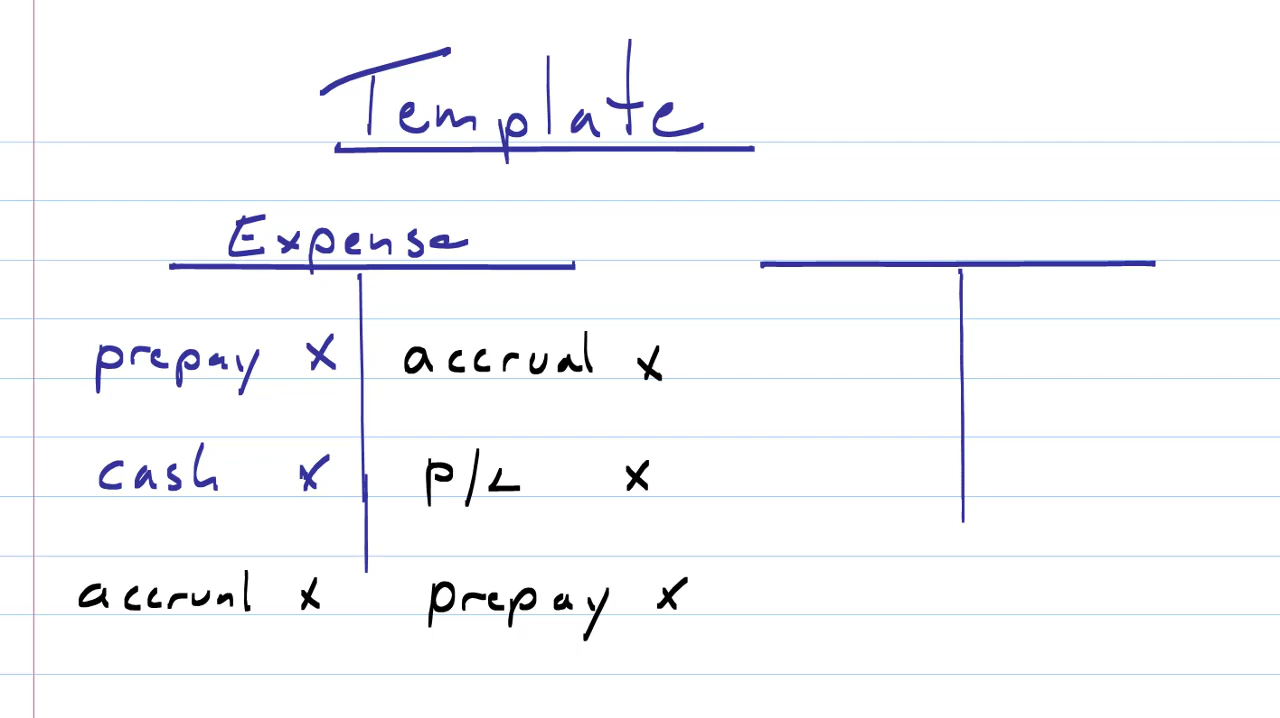 Template
Expense
prepay x accrual x
cash x P/L x
accrual x prepay x